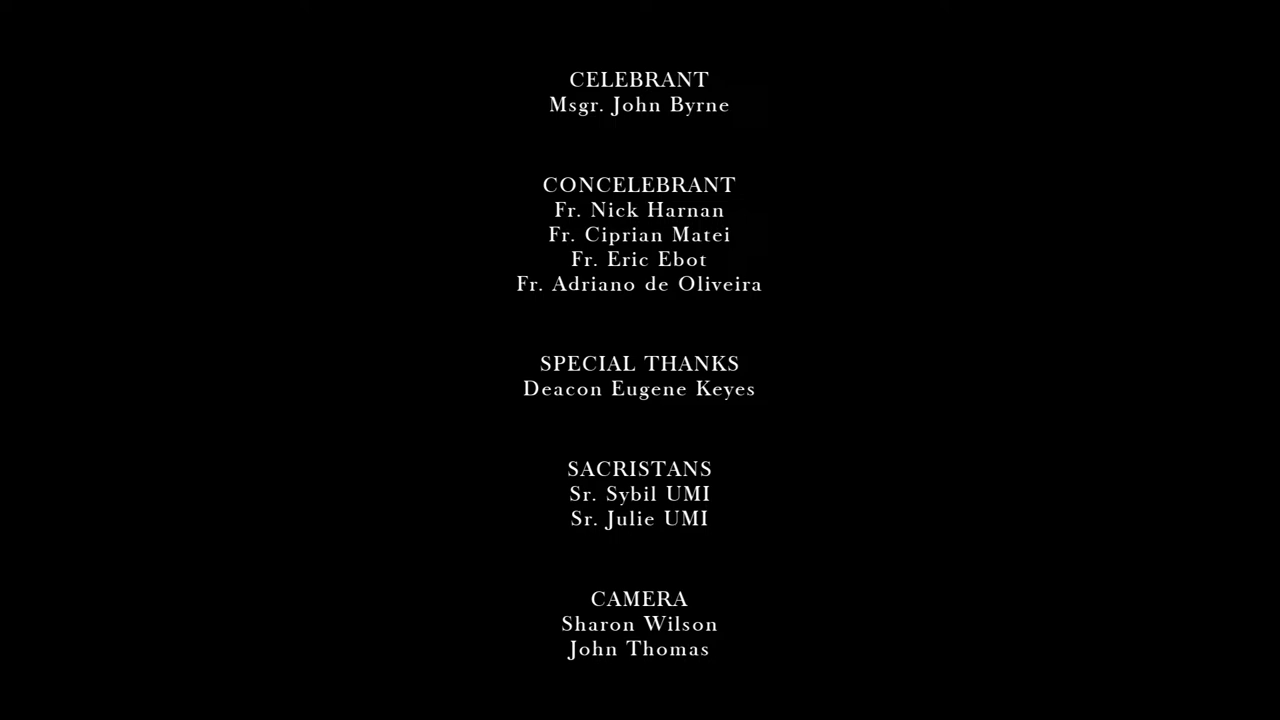 CELEBRANT
Msgr. John Byrne
CONCELEBRANT
Fr. Nick Harnan
Fr. Ciprian Matei
Fr. Eric Ebot
Fr. Adriano de Oliveira
SPECIAL THANKS
Deacon Eugene Keyes
SACRISTANS
Sr. Sybil UMI
Sr. Julie UMI
CAMERA
Sharon Wilson
John Thomas